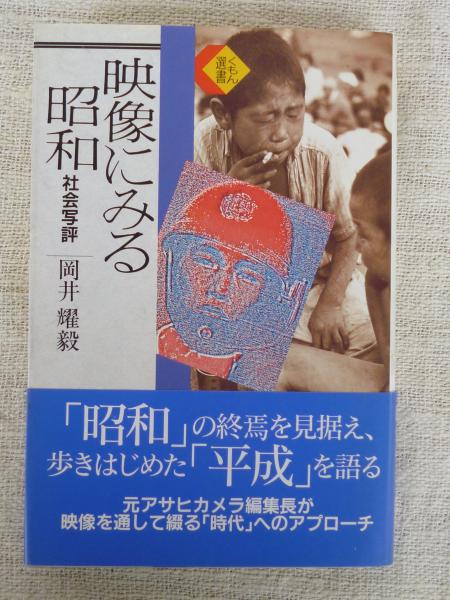 映像にみる
昭和
社会写評
岡井 耀毅
くもん
選書
「昭和」の終焉を見据え、
歩きはじめた「平成」を語る
元アサヒカメラ編集長が
映像を通して綴る「時代」へのアプローチ